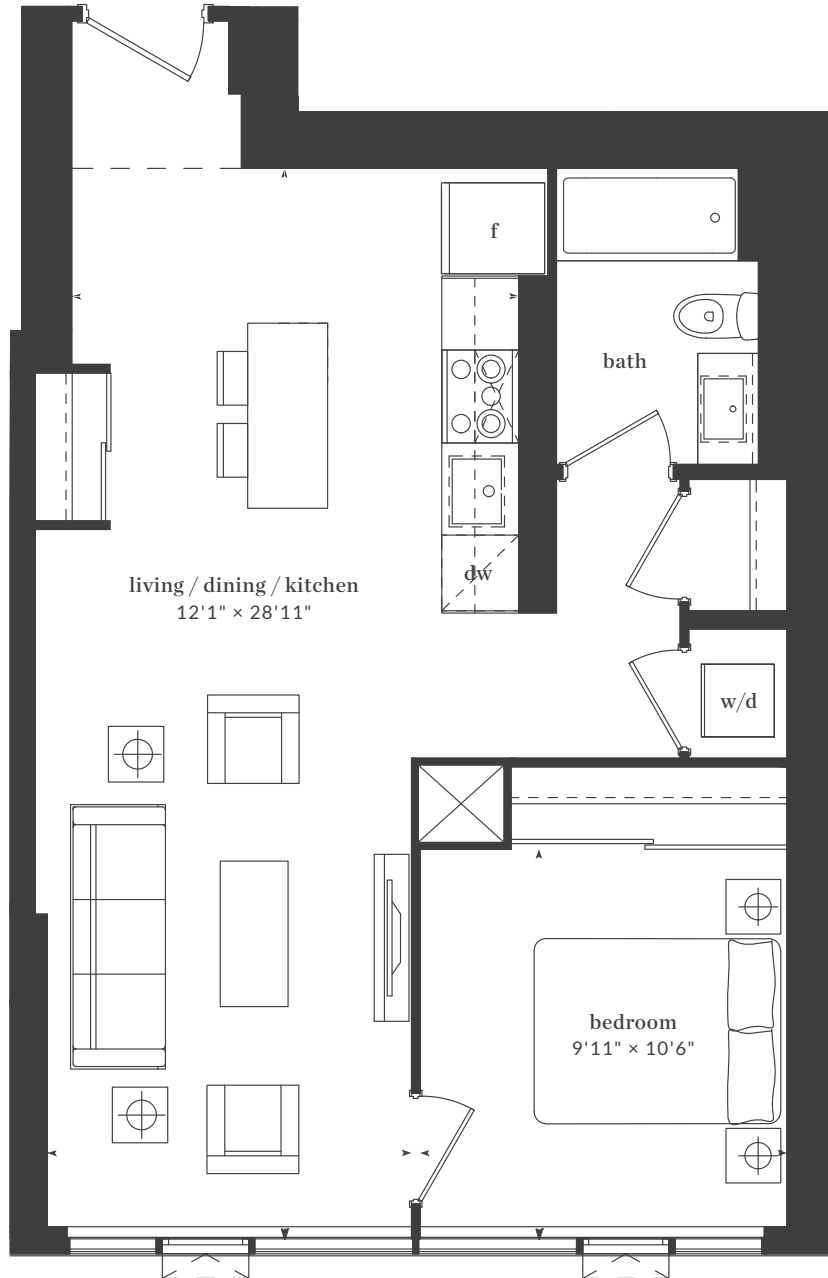 f
bath
dw
living / dining / kitchen
12'1" × 28'11"
w/d
bedroom
9'11" × 10'6"